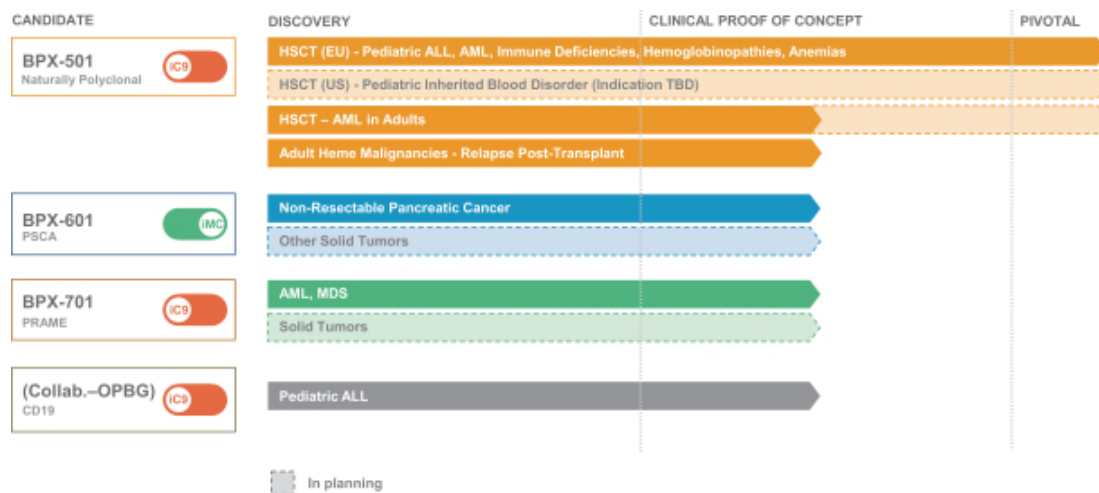 CANDIDATE DISCOVERY CLINICAL PROOF OF CONCEPT PIVOTAL
BPX-501
Naturally Polyclonal
iC9
HSCT (EU) - Pediatric ALL, AML, Immune Deficiencies, Hemoglobinopathies, Anemias
HSCT (US) - Pediatric Inherited Blood Disorder (Indication TBD)
HSCT – AML in Adults
Adult Heme Malignancies - Relapse Post-Transplant
BPX-601
PSCA
iMC
Non-Resectable Pancreatic Cancer
Other Solid Tumors
BPX-701
PRAME
iC9
AML, MDS
Solid Tumors
(Collab.–OPBG)
CD19
iC9
Pediatric ALL
In planning